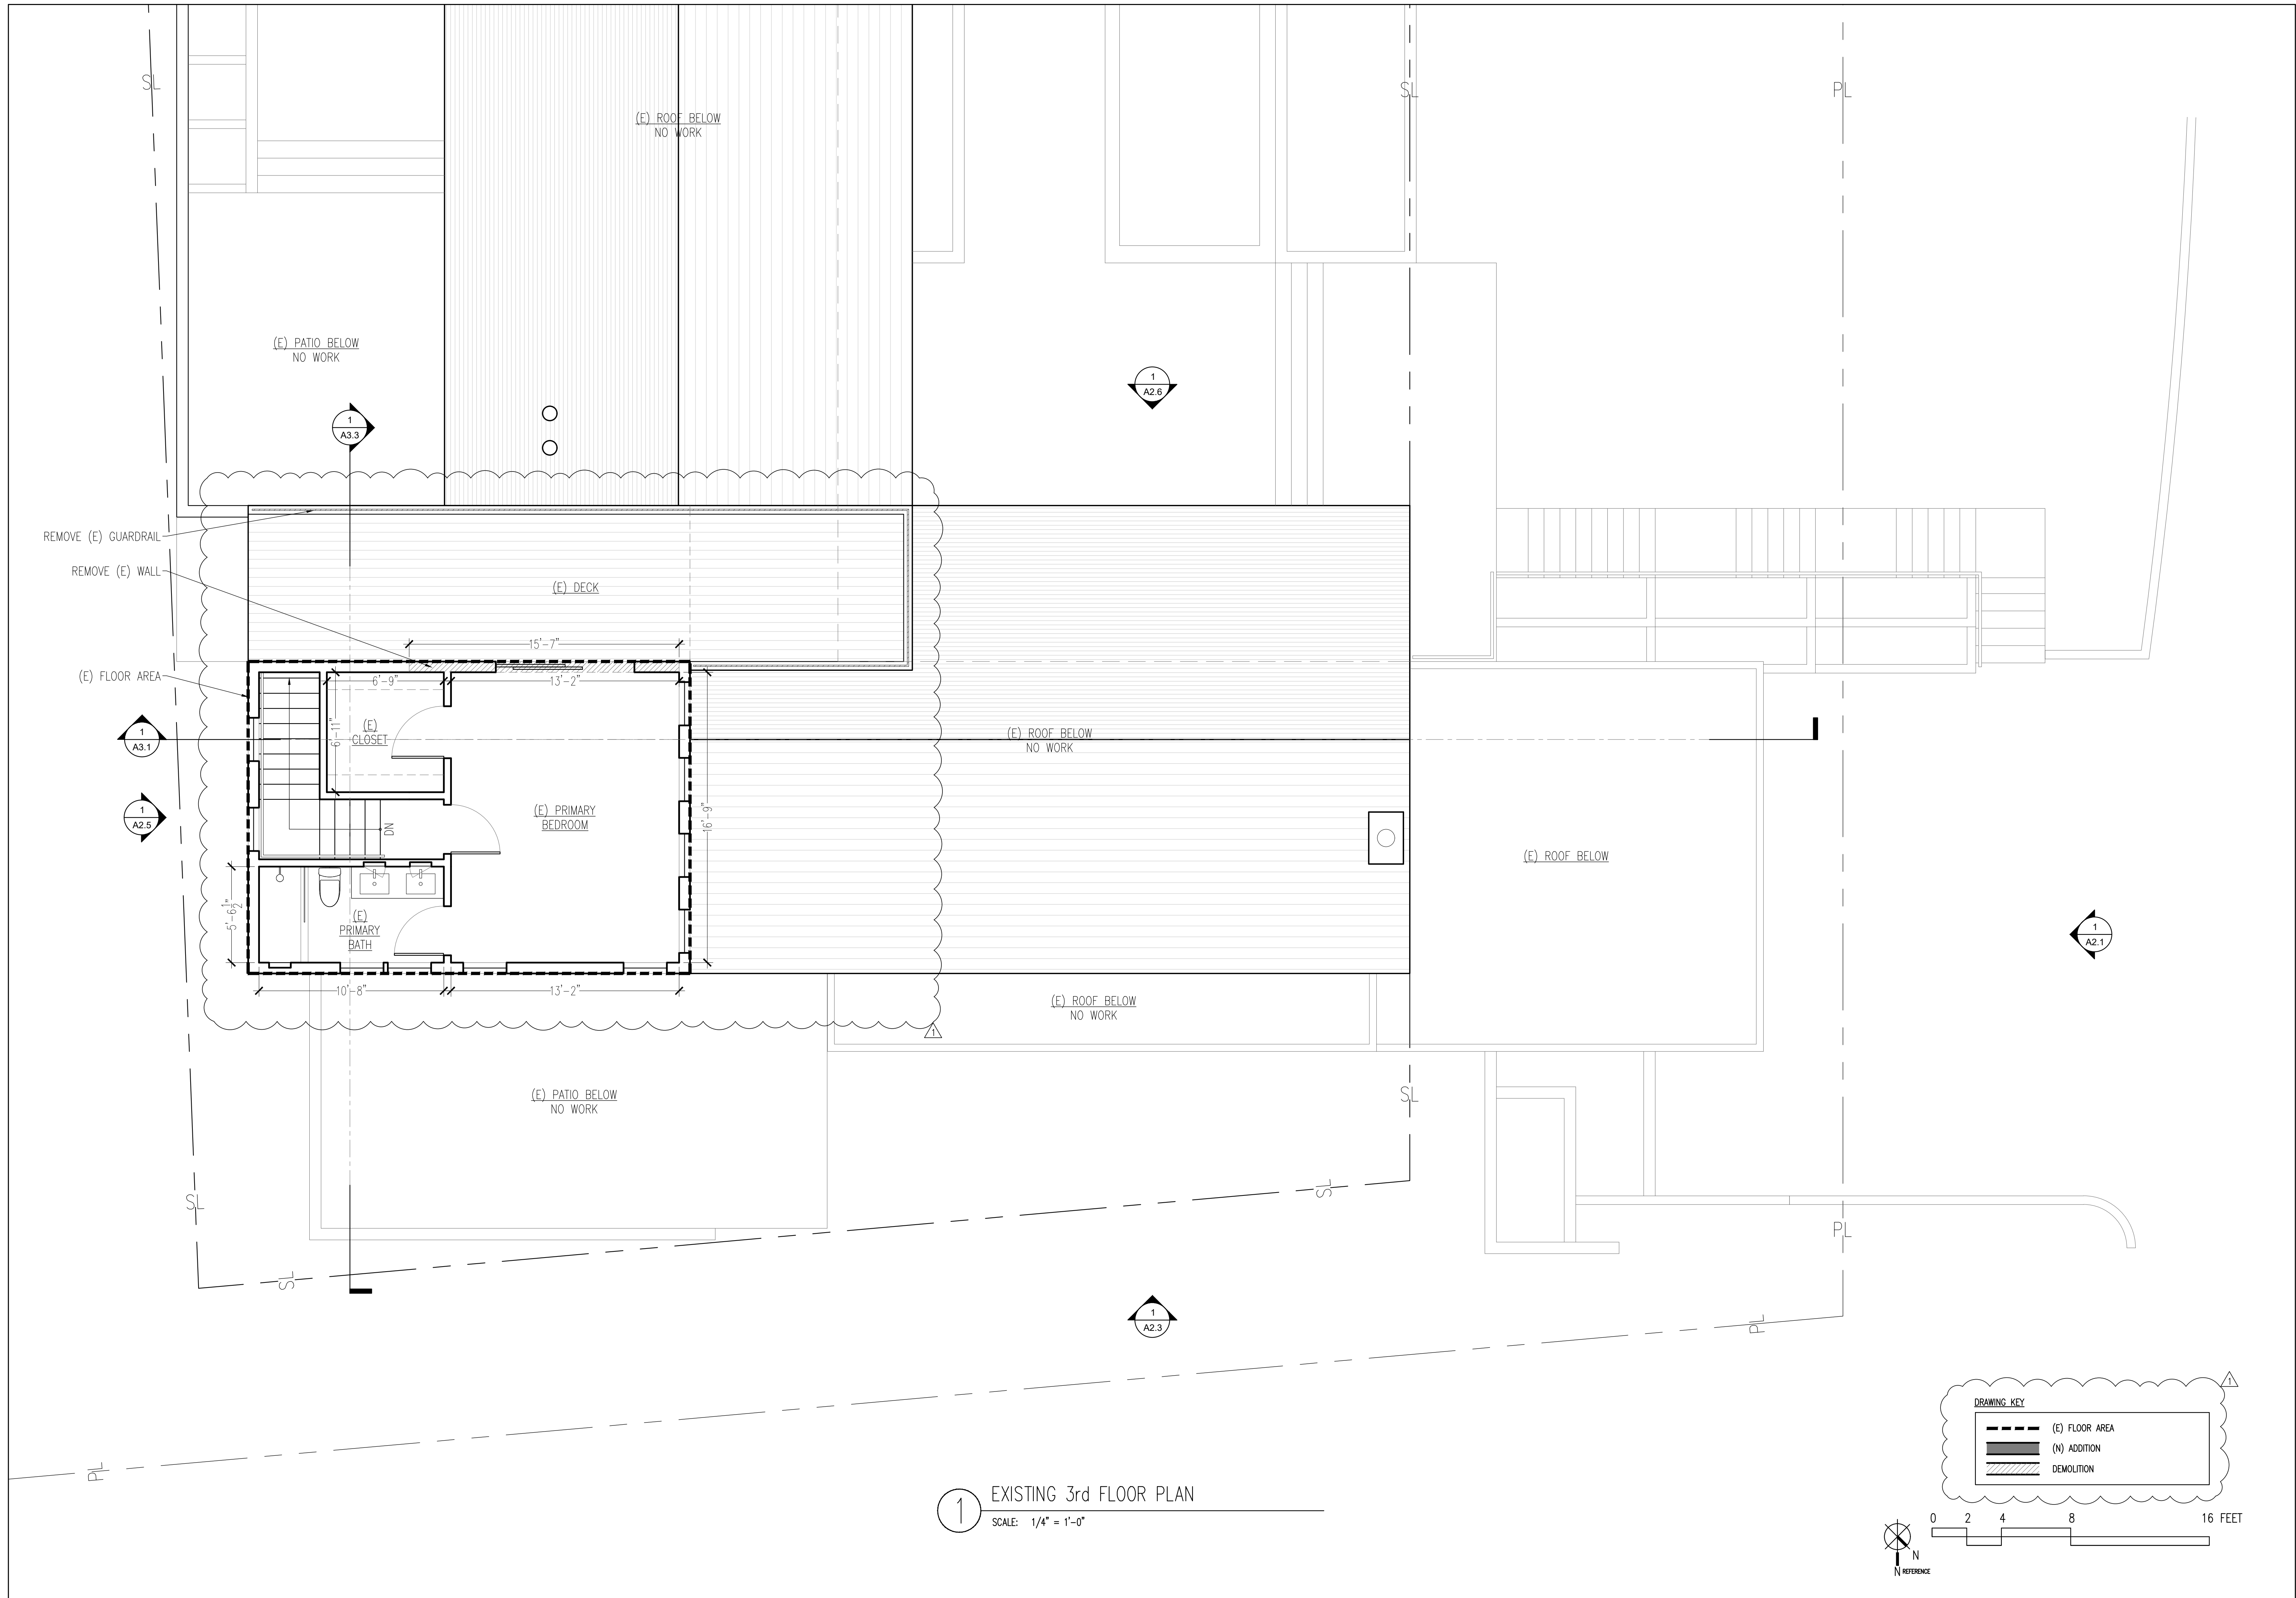 SL
SL
PL
(E) ROOF BELOW
NO WORK
(E) PATIO BELOW
NO WORK
1
A2.6
1
A3.3
REMOVE (E) GUARDRAIL
REMOVE (E) WALL
(E) DECK
15'-7"
(E) FLOOR AREA
6'-9"
13'-2"
6'-11"
(E)
CLOSET
1
A3.1
(E) ROOF BELOW
NO WORK
1
A2.5
DN
(E) PRIMARY
BEDROOM
16'-9"
(E) ROOF BELOW
5'-6 1/2"
(E)
PRIMARY
BATH
1
A2.1
10'-8"
13'-2"
(E) ROOF BELOW
NO WORK
1
(E) PATIO BELOW
NO WORK
SL
SL
SL
SL
PL
1
A2.3
PL
PL
1
DRAWING KEY
(E) FLOOR AREA
(N) ADDITION
DEMOLITION
1
EXISTING 3rd FLOOR PLAN
SCALE: 1/4" = 1'-0"
0 2 4 8 16 FEET
N
N REFERENCE